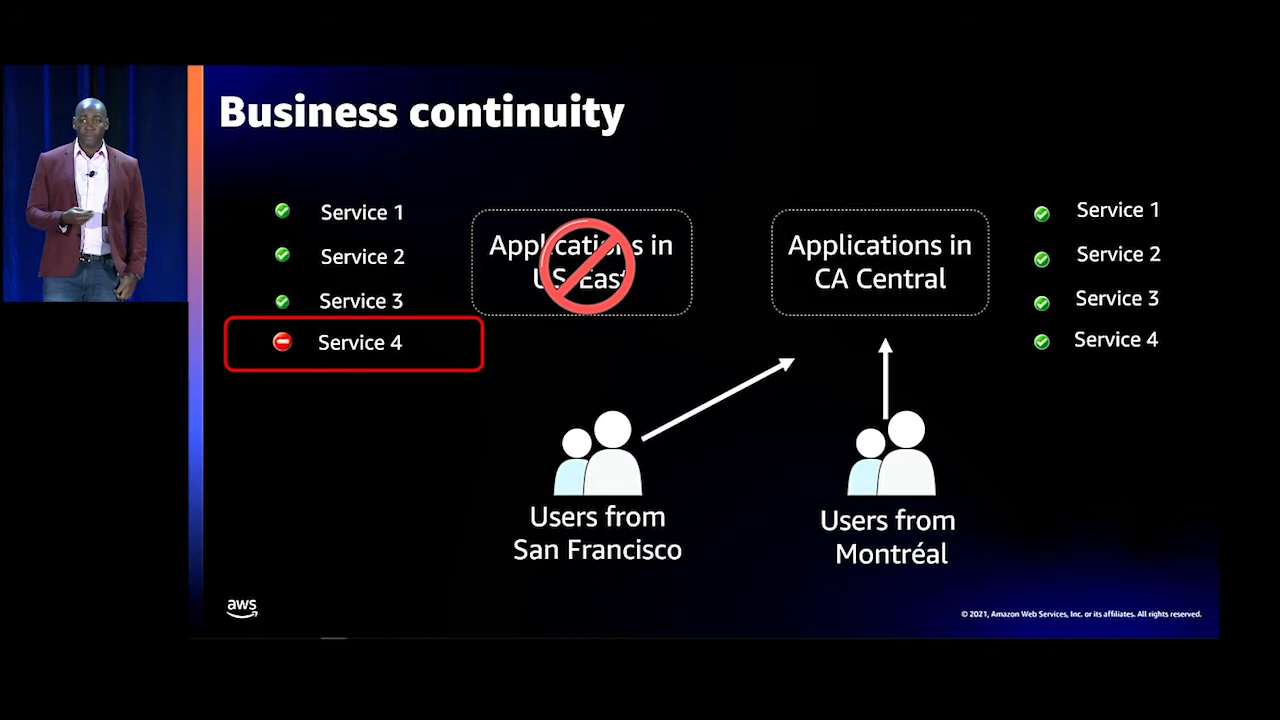 Business continuity
Service 1
Service 2
Service 3
Service 4
Applications in
US-East
Applications in
CA Central
Service 1
Service 2
Service 3
Service 4
Users from
San Francisco
Users from
Montréal
aws
© 2021, Amazon Web Services, Inc. or its affiliates. All rights reserved.